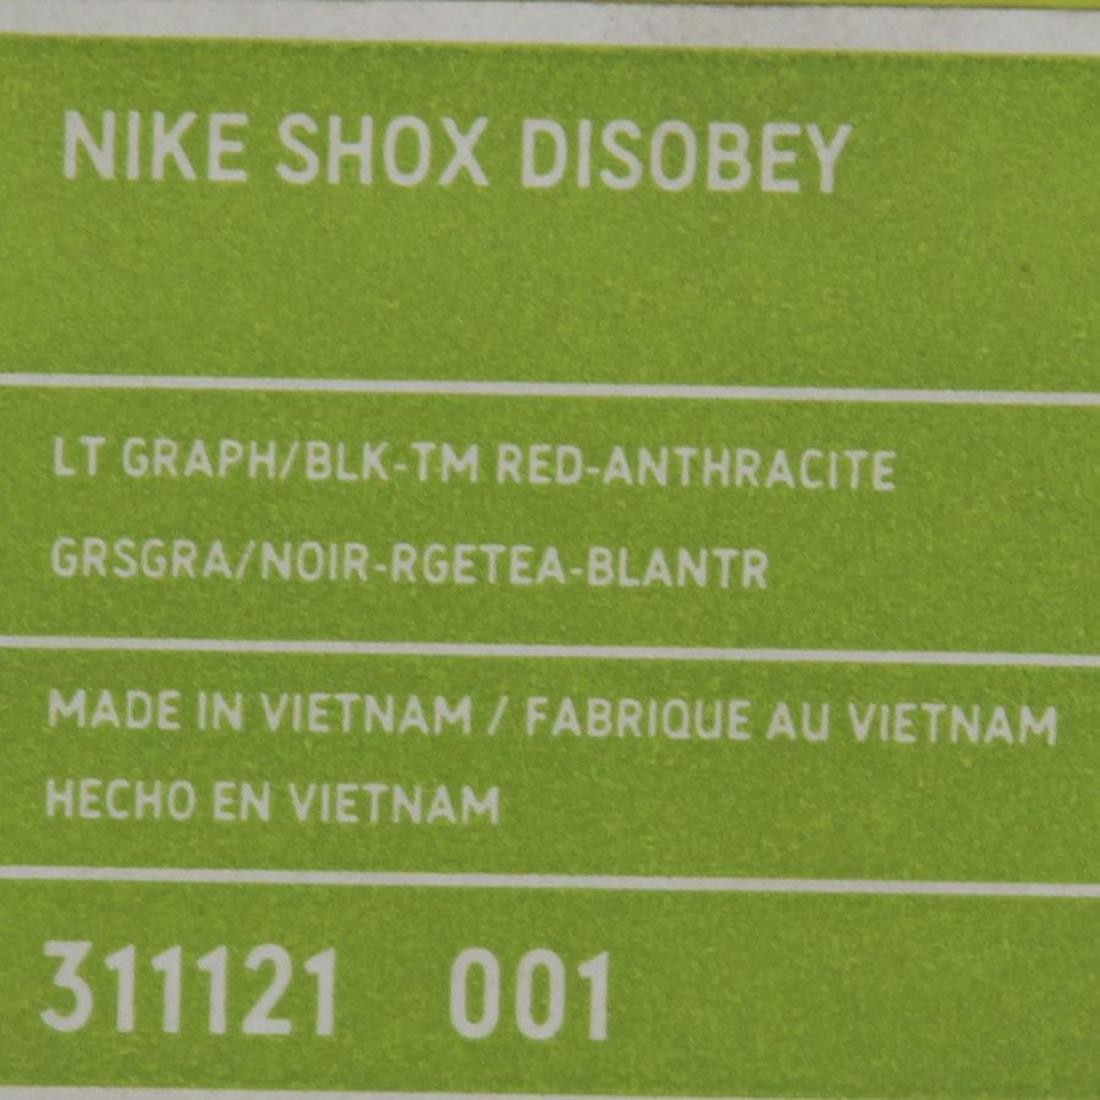 NIKE SHOX DISOBEY
LT GRAPH/BLK-TM RED-ANTHRACITE
GRSGRA/NOIR-RGETEA-BLANTR
MADE IN VIETNAM / FABRIQUE AU VIETNAM
HECHO EN VIETNAM
311121 001